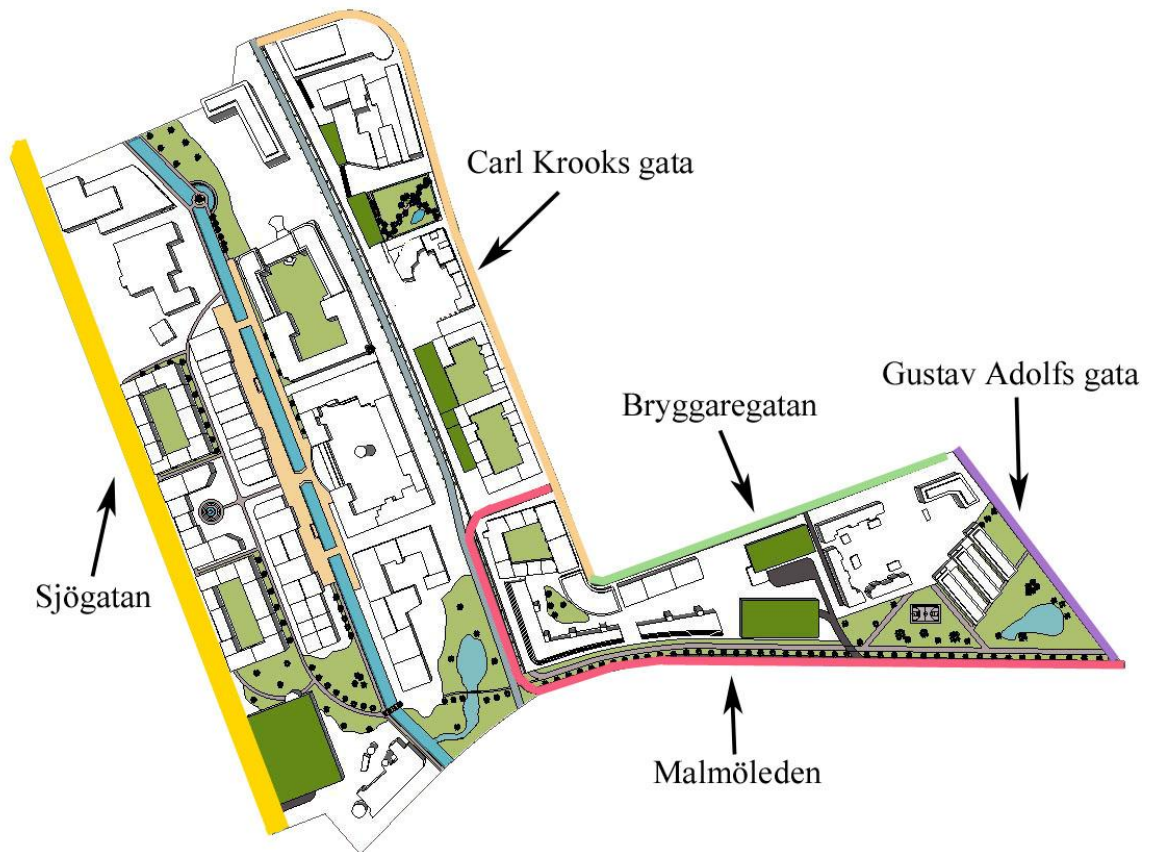 Carl Krooks gata
Gustav Adolfs gata
Bryggaregatan
Sjögatan
Malmöleden